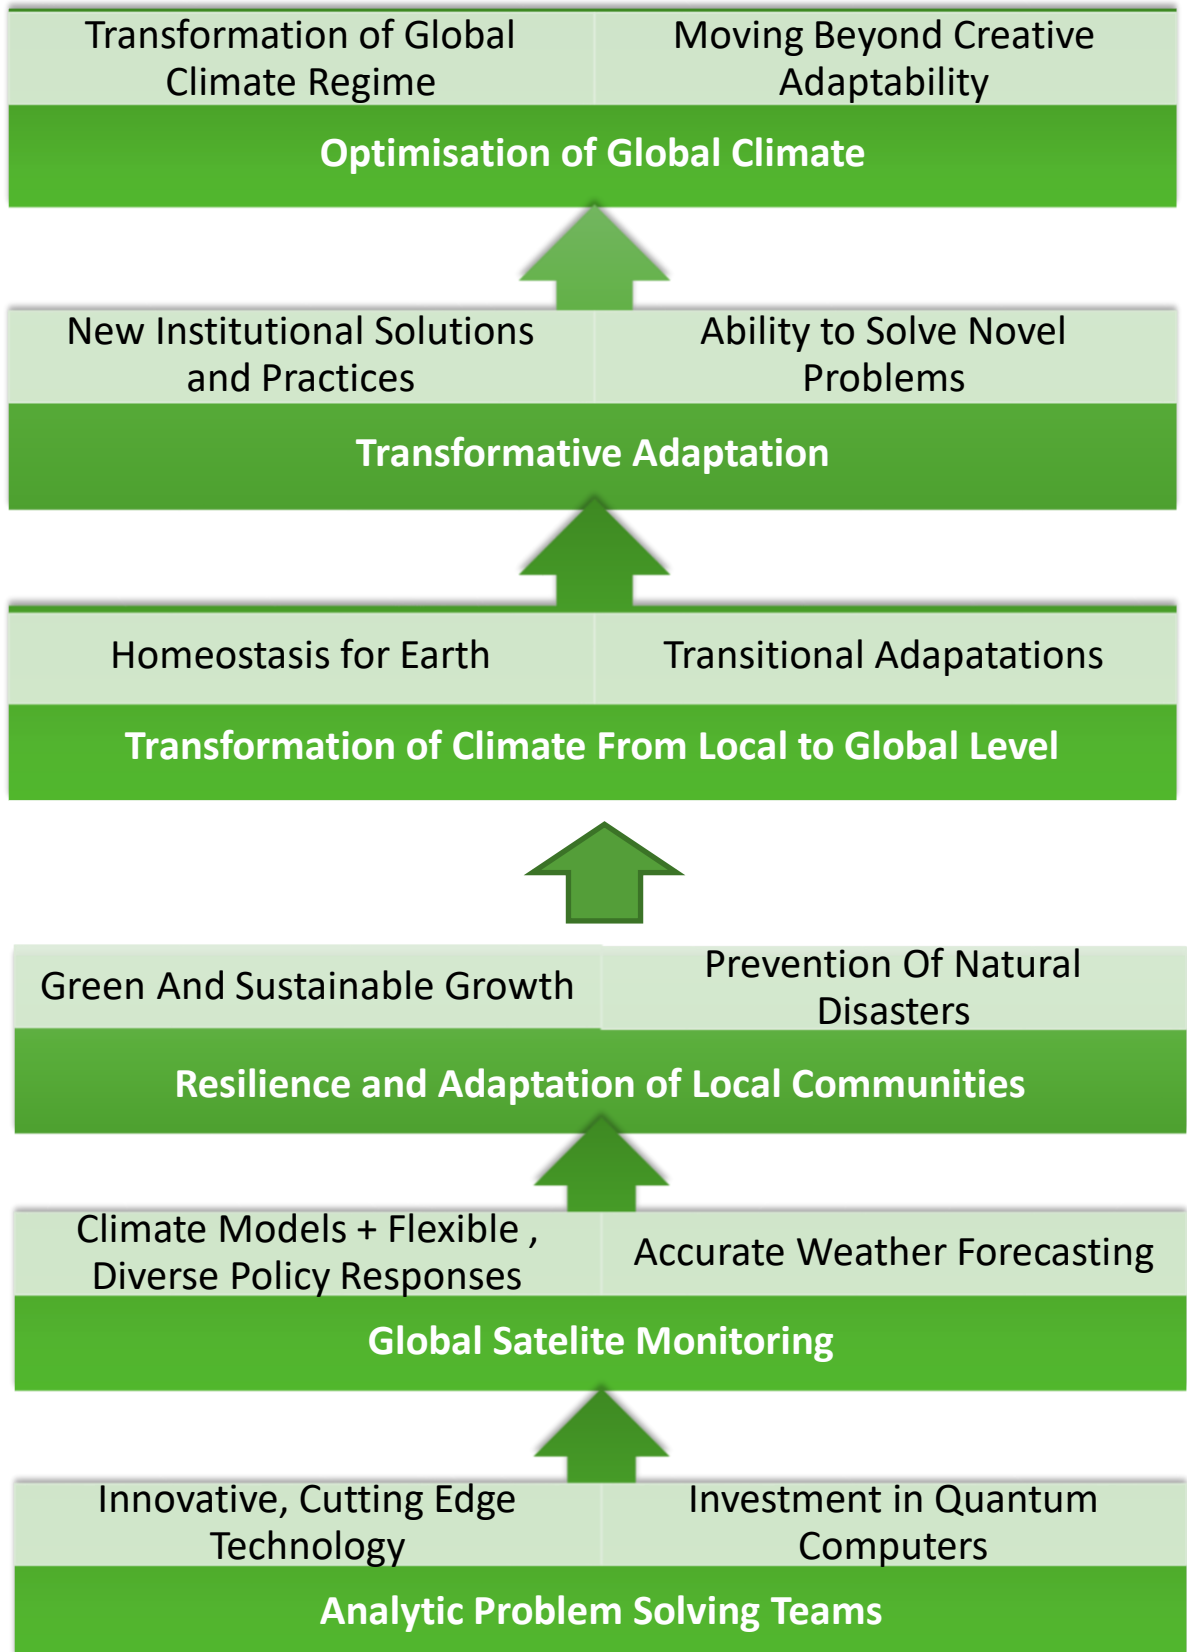 Transformation of Global
Climate Regime
Moving Beyond Creative
Adaptability
Optimisation of Global Climate
New Institutional Solutions
and Practices
Ability to Solve Novel
Problems
Transformative Adaptation
Homeostasis for Earth
Transitional Adapatations
Transformation of Climate From Local to Global Level
Green And Sustainable Growth
Prevention Of Natural
Disasters
Resilience and Adaptation of Local Communities
Climate Models + Flexible ,
Diverse Policy Responses
Accurate Weather Forecasting
Global Satelite Monitoring
Innovative, Cutting Edge
Technology
Investment in Quantum
Computers
Analytic Problem Solving Teams